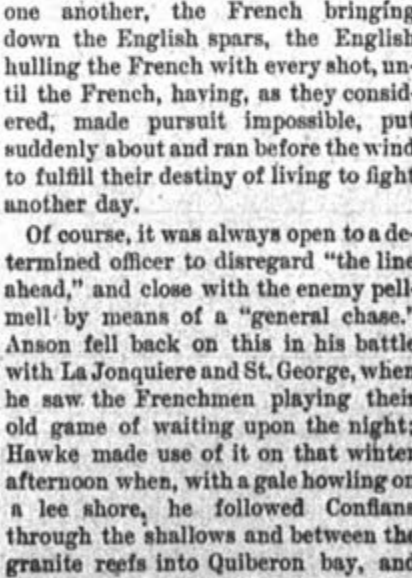 one another, the French bringing
down the English spars, the English
hulling the French with every shot, un-
til the French, having, as they consid-
ered, made pursuit impossible, put
suddenly about and ran before the wind
to fulfill their destiny of living to fight
another day.
Of course, it was always open to a de-
termined officer to disregard "the line
ahead," and close with the enemy pell-
mell by means of a "general chase."
Anson fell back on this in his battle
with La Jonquiere and St. George, when
he saw the Frenchmen playing their
old game of waiting upon the night;
Hawke made use of it on that winter
afternoon when, with a gale howling on
a lee shore, he followed Conflans
through the shallows and between the
granite reefs into Quiberon bay, and